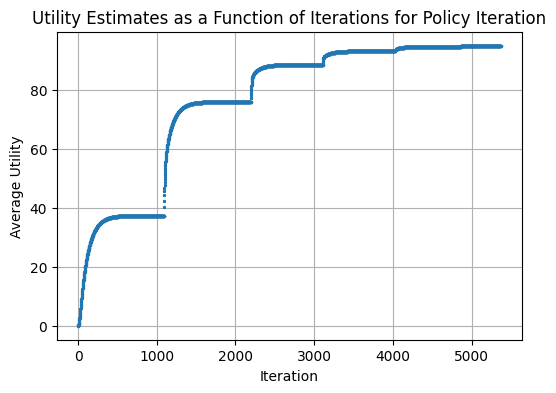 Utility Estimates as a Function of Iterations for Policy Iteration
Average Utility
80
60
40
20
0
0 1000 2000 3000 4000 5000
Iteration